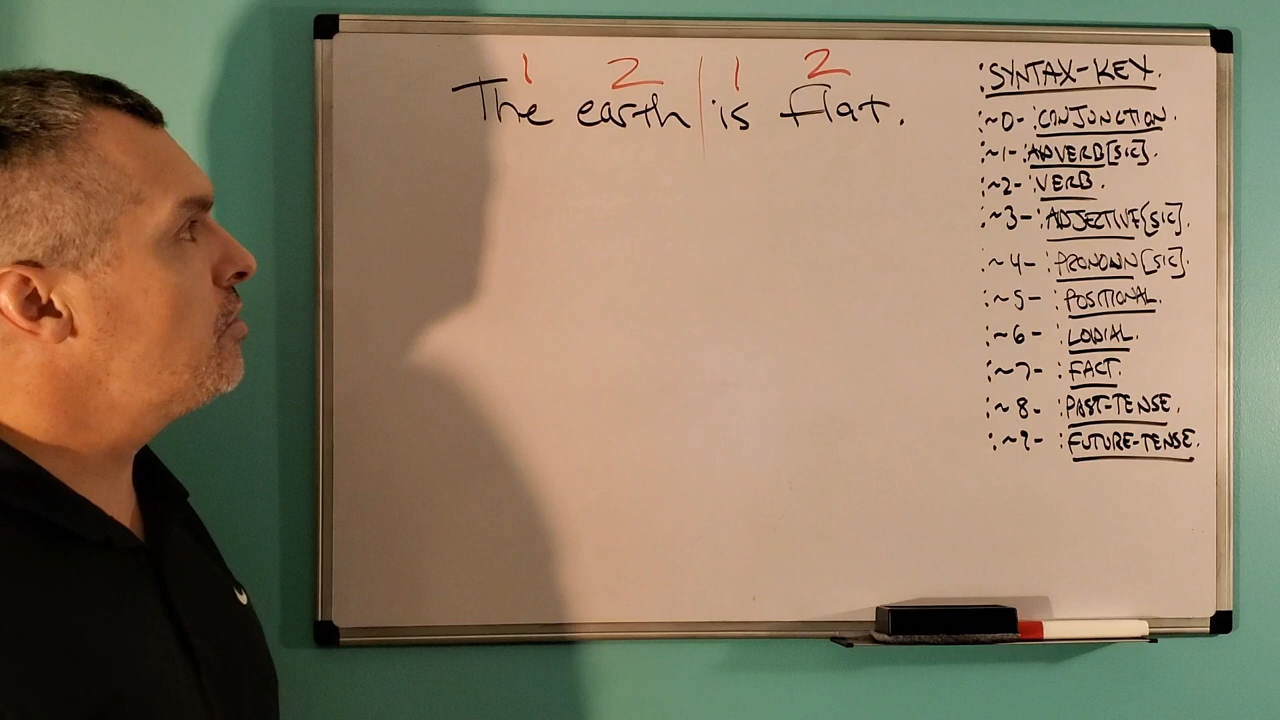 1 2 | 1 2
The earth is flat.
:SYNTAX-KEY.
:~0- :CONJUNCTION.
:~1- :ADVERB[SIC].
:~2- :VERB.
:~3- :ADJECTIVE[SIC].
:~4- :PRONOUN[SIC].
:~5- :POSITIONAL.
:~6- :LODIAL.
:~7- :FACT.
:~8- :PAST-TENSE.
:~9- :FUTURE-TENSE.